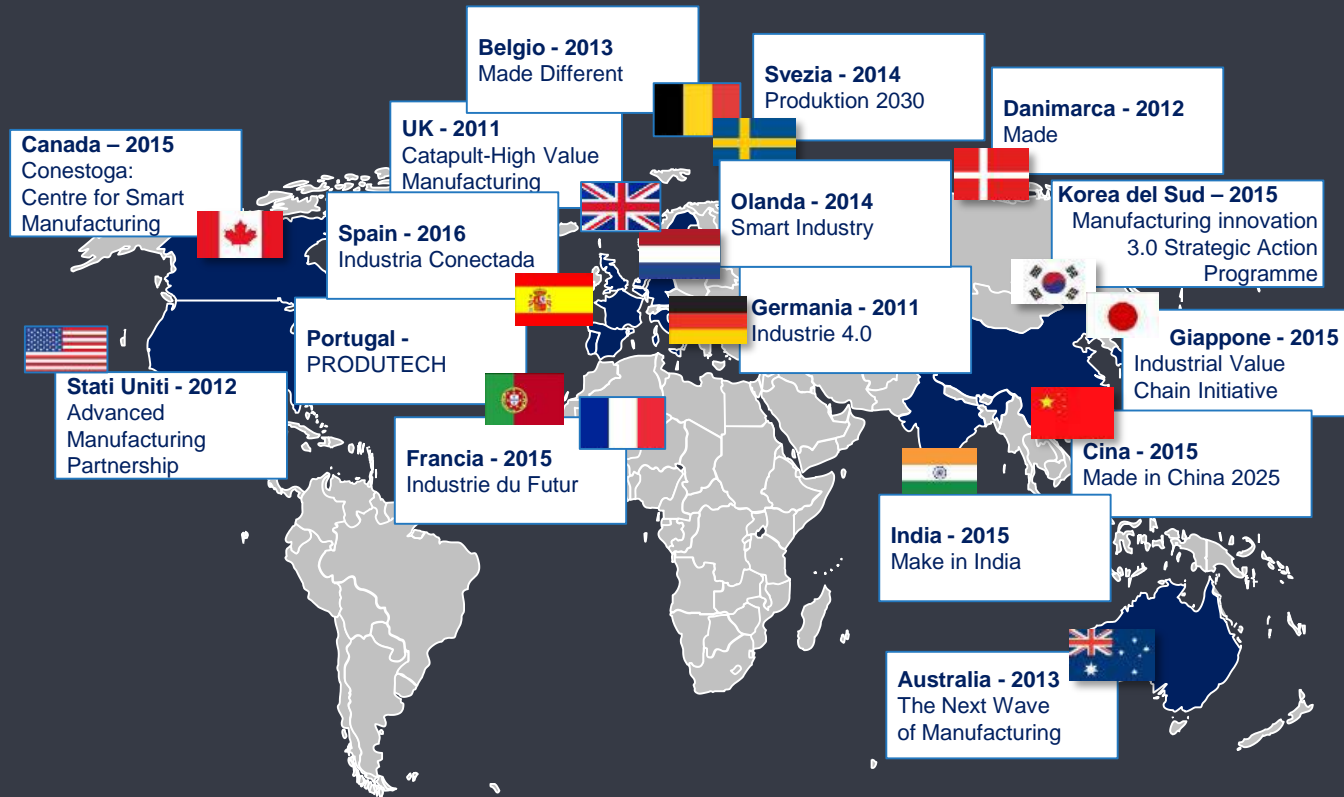 Belgio - 2013
Made Different
Svezia - 2014
Produktion 2030
Danimarca - 2012
Made
Canada – 2015
Conestoga:
Centre for Smart
Manufacturing
UK - 2011
Catapult-High Value
Manufacturing
Olanda - 2014
Smart Industry
Korea del Sud – 2015
Manufacturing innovation
3.0 Strategic Action
Programme
Spain - 2016
Industria Conectada
Germania - 2011
Industrie 4.0
Portugal -
PRODUTECH
Giappone - 2015
Industrial Value
Chain Initiative
Stati Uniti - 2012
Advanced
Manufacturing
Partnership
Francia - 2015
Industrie du Futur
Cina - 2015
Made in China 2025
India - 2015
Make in India
Australia - 2013
The Next Wave
of Manufacturing